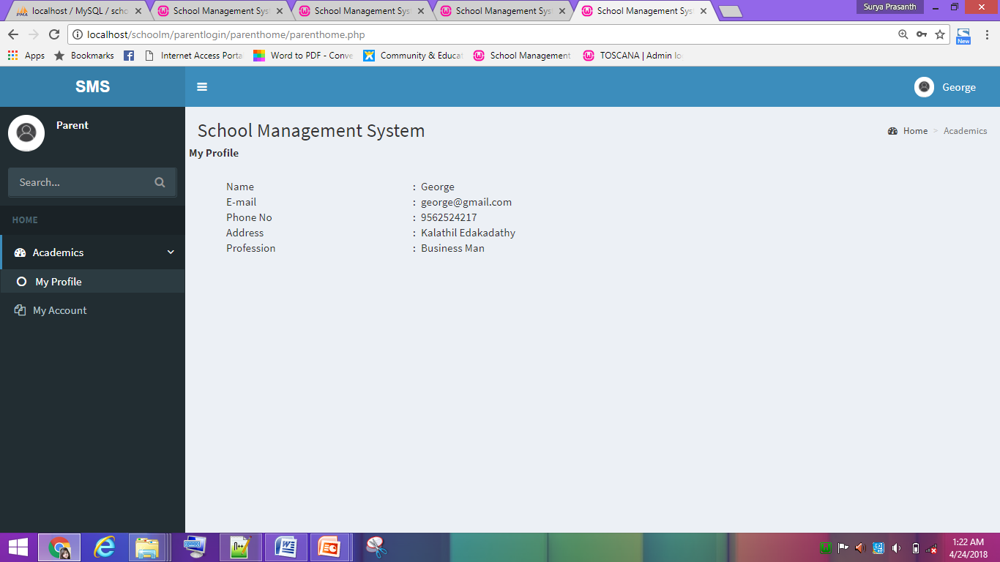 localhost / MySQL / scho
School Management Sys
School Management Sys
School Management Sys
School Management Sys
Surya Prasanth
localhost/schoolm/parentlogin/parenthome/parenthome.php
New
Apps
Bookmarks
Internet Access Porta
Word to PDF - Conve
Community & Educat
School Management
TOSCANA | Admin lo
SMS
George
Parent
School Management System
Home > Academics
My Profile
Search...
Name : George
E-mail : george@gmail.com
Phone No : 9562524217
Address : Kalathil Edakadathy
Profession : Business Man
HOME
Academics
My Profile
My Account
1:22 AM
4/24/2018